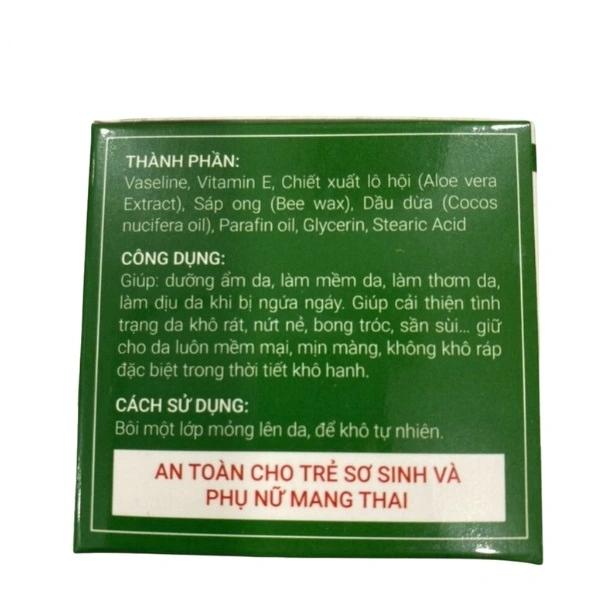 THÀNH PHẦN:
Vaseline, Vitamin E, Chiết xuất lô hội (Aloe vera
Extract), Sáp ong (Bee wax), Dầu dừa (Cocos
nucifera oil), Parafin oil, Glycerin, Stearic Acid
CÔNG DỤNG:
Giúp: dưỡng ẩm da, làm mềm da, làm thơm da,
làm dịu da khi bị ngứa ngáy. Giúp cải thiện tình
trạng da khô rát, nứt nẻ, bong tróc, sần sùi... giữ
cho da luôn mềm mại, mịn màng, không khô ráp
đặc biệt trong thời tiết khô hanh.
CÁCH SỬ DỤNG:
Bôi một lớp mỏng lên da, để khô tự nhiên.
AN TOÀN CHO TRẺ SƠ SINH VÀ
PHỤ NỮ MANG THAI